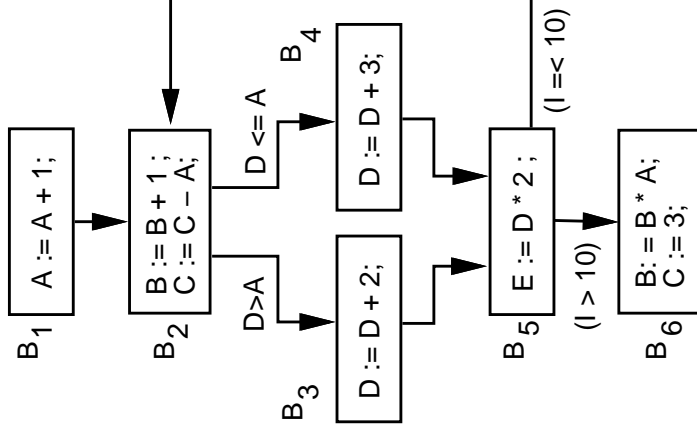 B1
A := A + 1;
B2
B := B + 1 ;
C := C – A;
D>A
D <= A
B3
D := D + 2;
B4
D := D + 3;
B5
E := D * 2 ;
(I > 10)
(I =< 10)
B6
B: = B * A;
C := 3;